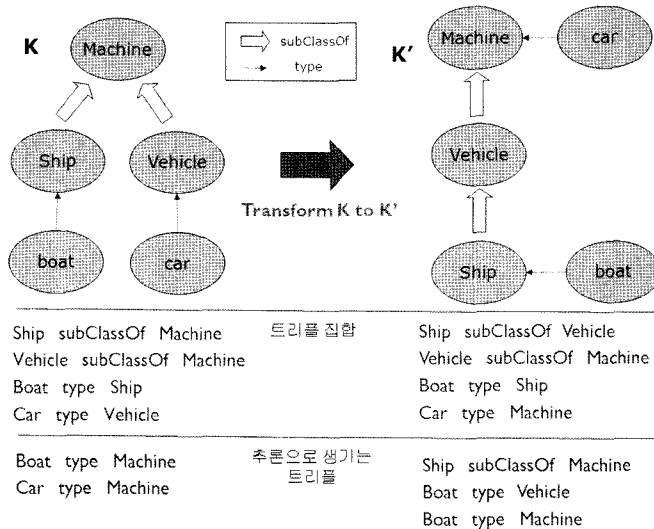 K
Machine
subClassOf
type
K'
Machine
car
Ship
Vehicle
Vehicle
Transform K to K'
boat
car
Ship
boat
Ship subClassOf Machine
Vehicle subClassOf Machine
Boat type Ship
Car type Vehicle
트리플 집합
Ship subClassOf Vehicle
Vehicle subClassOf Machine
Boat type Ship
Car type Machine
Boat type Machine
Car type Machine
추론으로 생기는
트리플
Ship subClassOf Machine
Boat type Vehicle
Boat type Machine